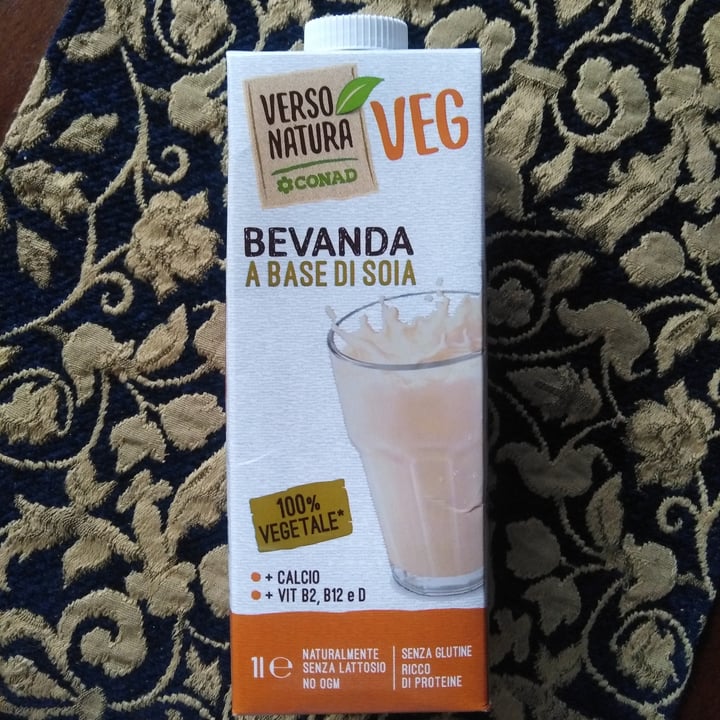 VERSO
NATURA
CONAD
VEG
BEVANDA
A BASE DI SOIA
100%
VEGETALE*
+ CALCIO
+ VIT B2, B12 e D
1l e
NATURALMENTE
SENZA LATTOSIO
NO OGM
SENZA GLUTINE
RICCO
DI PROTEINE